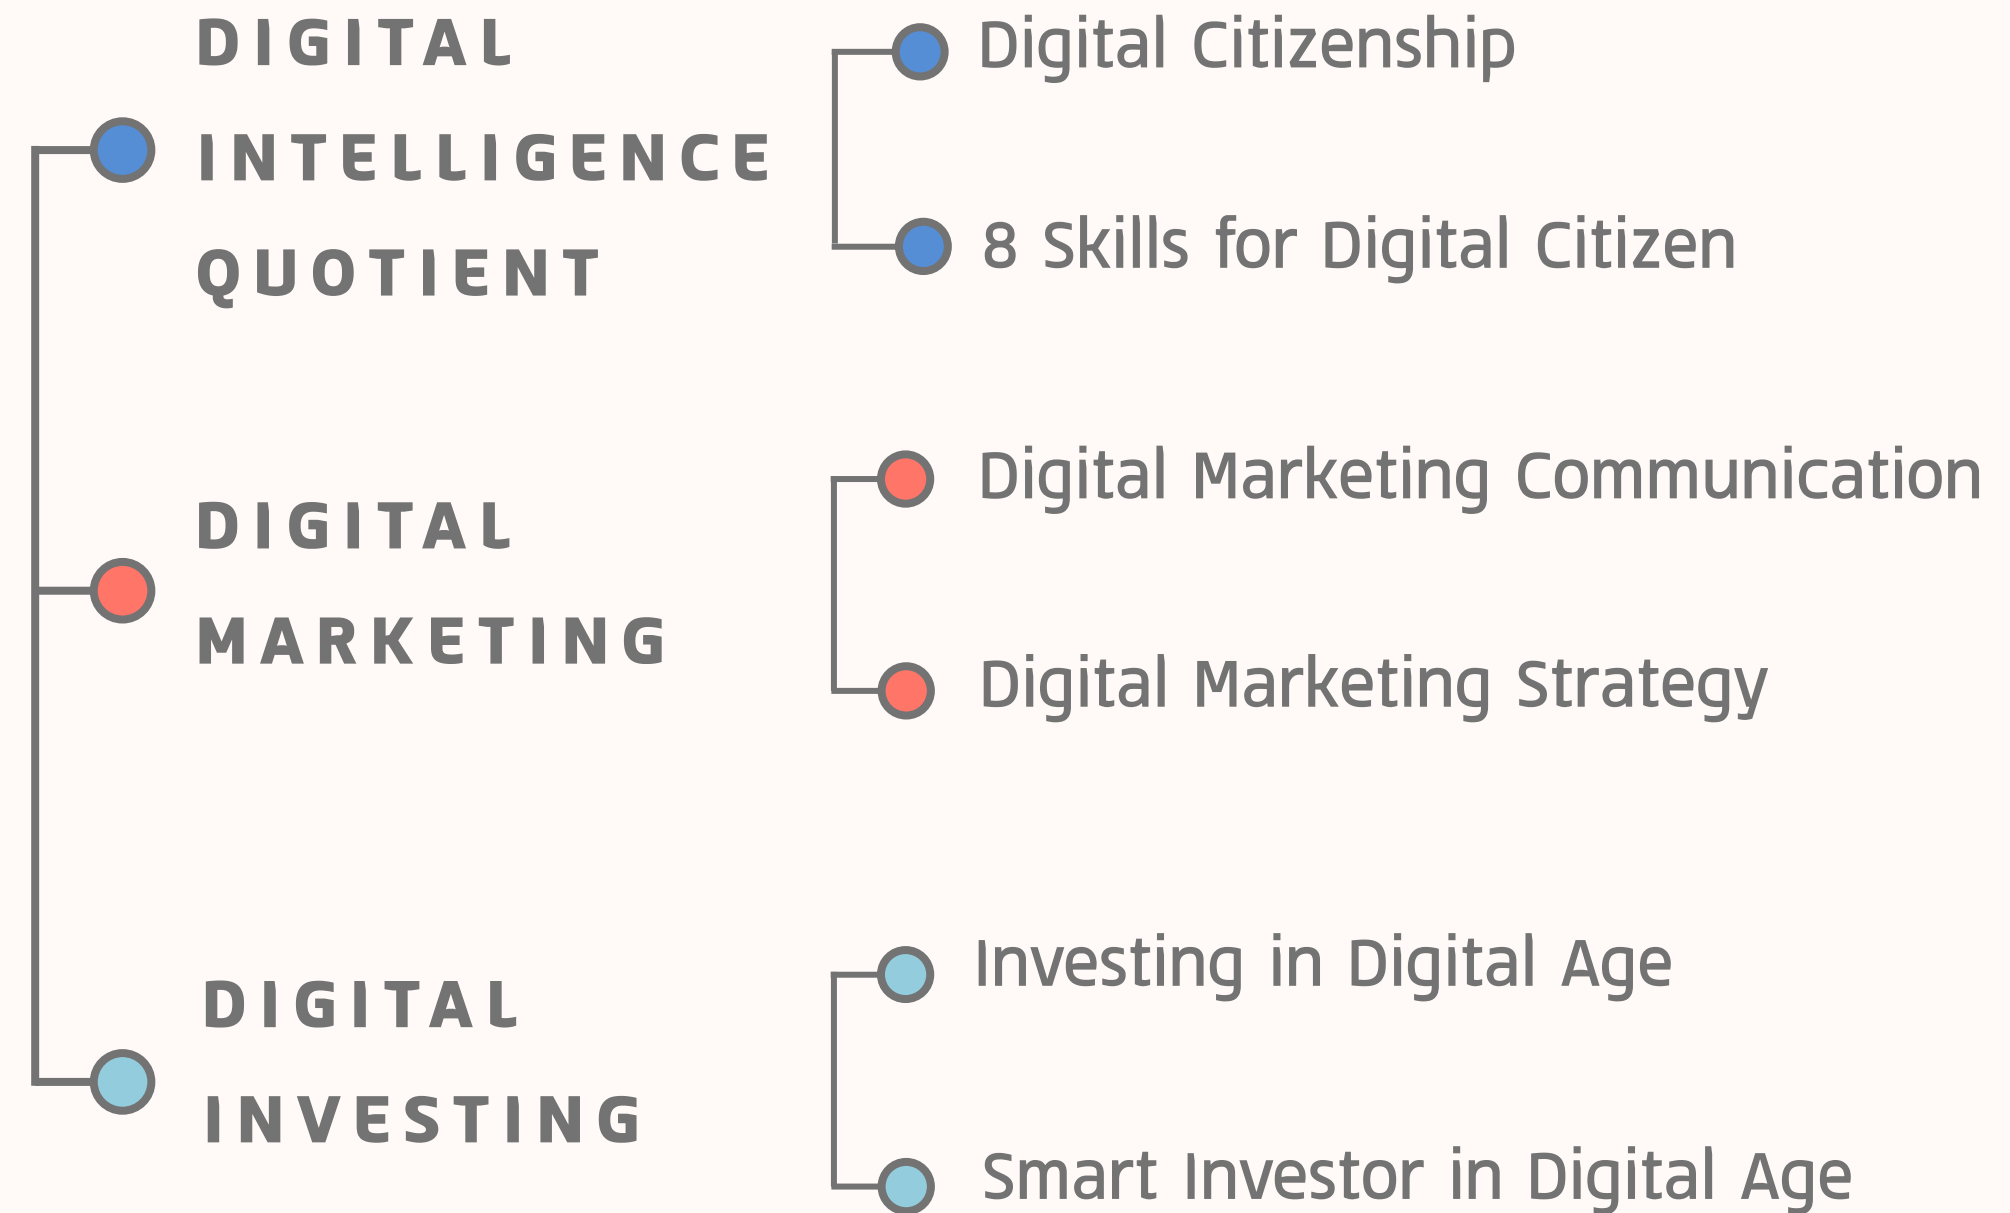 DIGITAL
INTELLIGENCE
QUOTIENT
Digital Citizenship
8 Skills for Digital Citizen
DIGITAL
MARKETING
Digital Marketing Communication
Digital Marketing Strategy
DIGITAL
INVESTING
Investing in Digital Age
Smart Investor in Digital Age